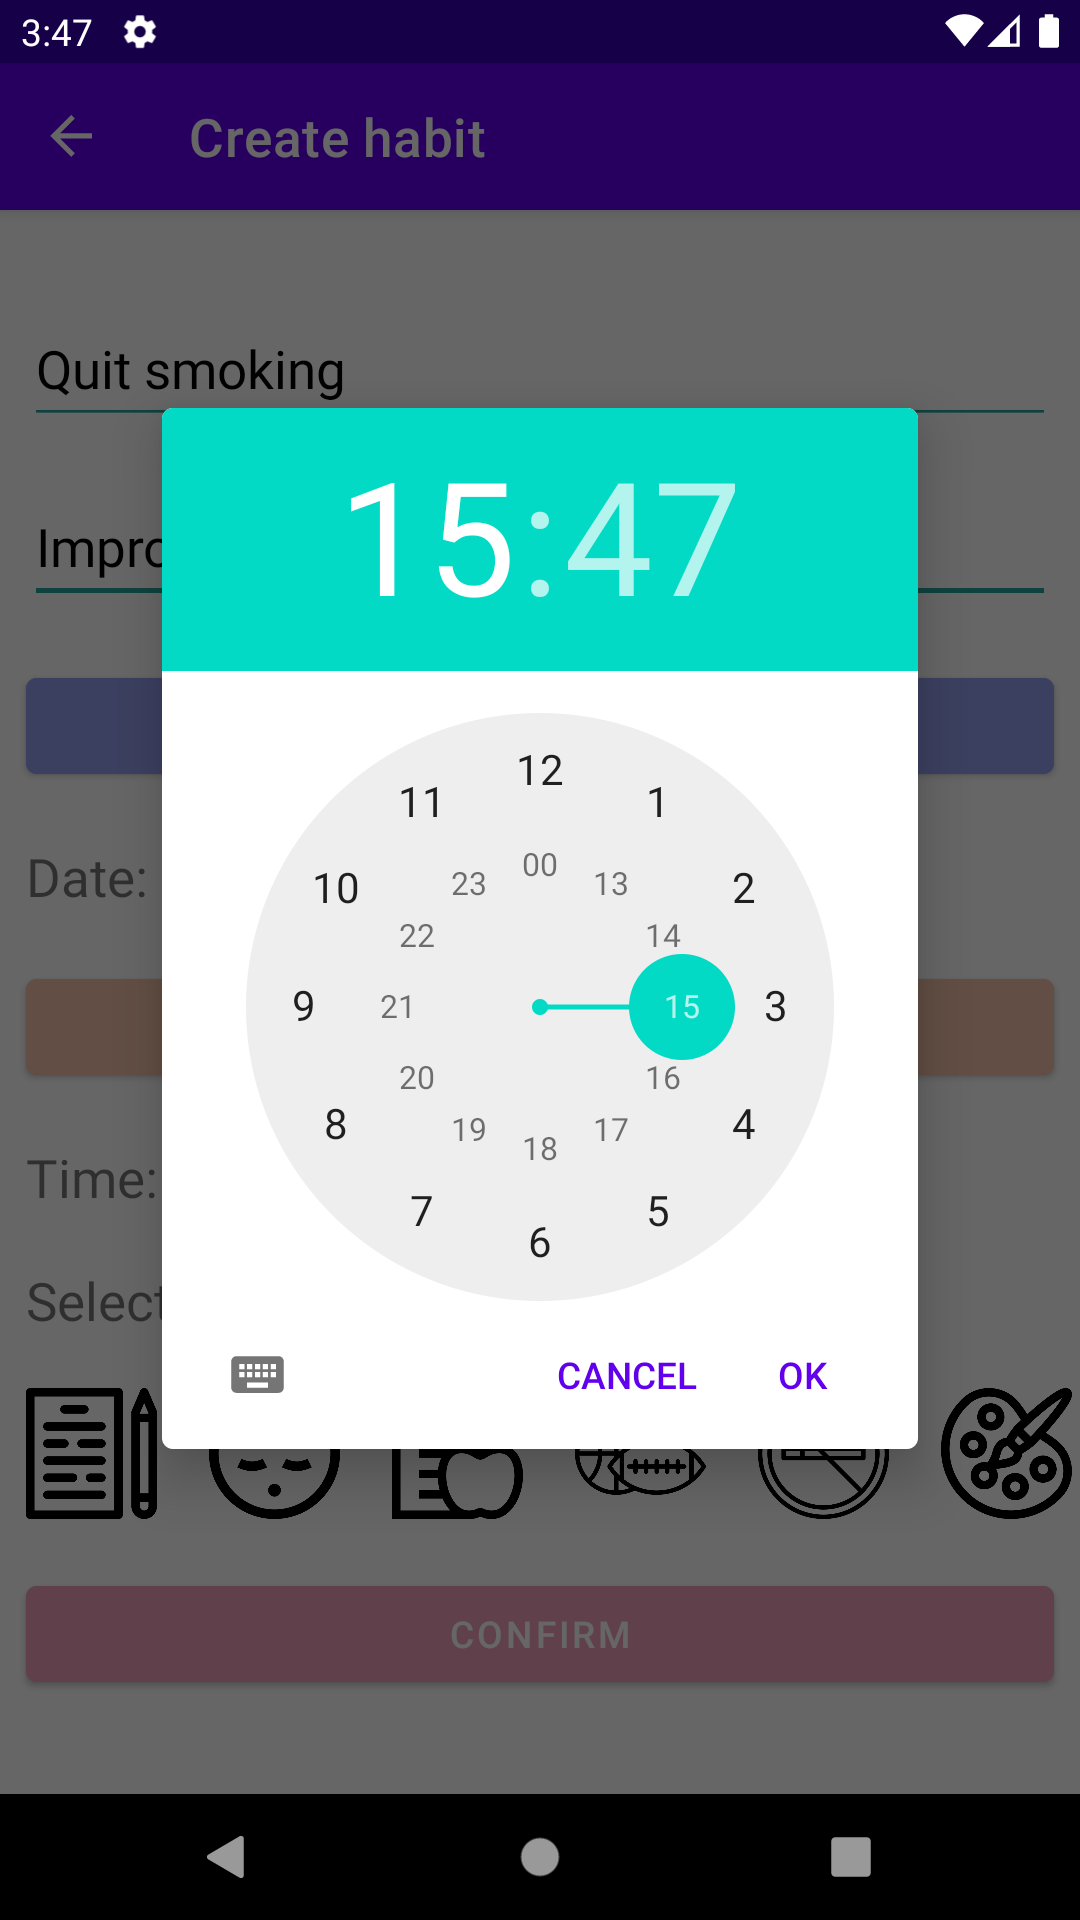 3:47
Create habit
Quit smoking
15:47
Impro
12
11 1
00
23 13
10 2
22 14
9 21 15 3
20 16
8 4
19 17
18
7 5
6
Date:
Time:
Select
CANCEL OK
CONFIRM